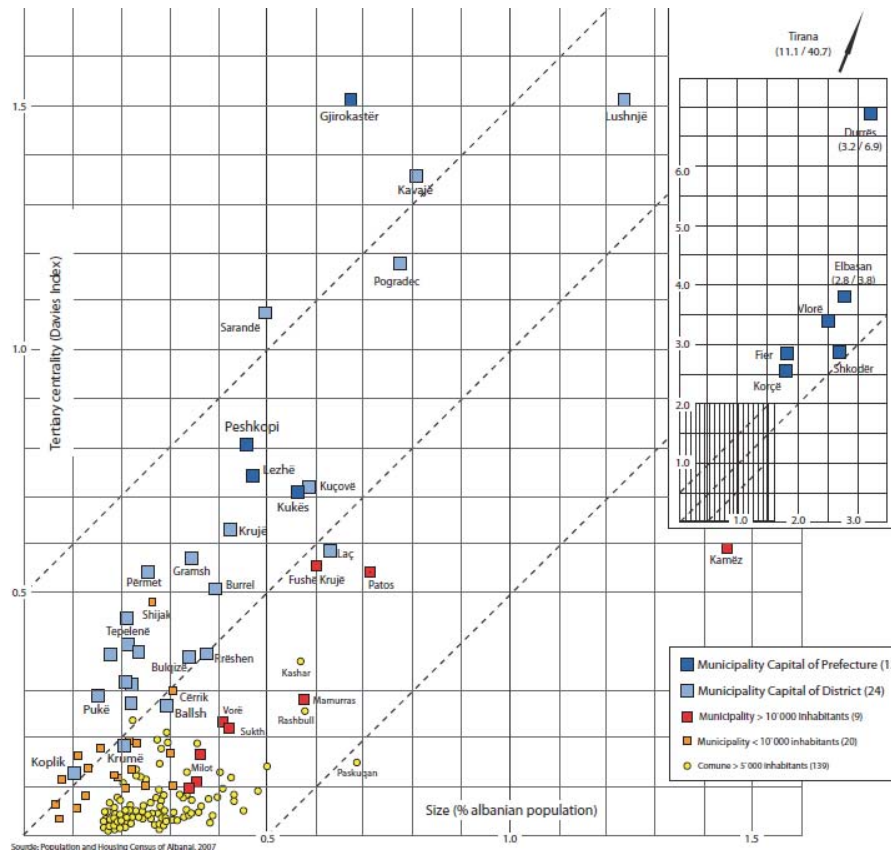 Tirana
(11.1 / 40.7)
1.5
Gjirokastër
Lushnjë
Durrës
(3.2 / 6.9)
6.0
Kavajë
5.0
Tertiary centrality (Davies Index)
Pogradec
Elbasan
(2.8 / 3.8)
4.0
Sarandë
Vlorë
1.0
3.0
Fier
Shkodër
Korçë
2.0
Peshkopi
Lezhë
1.0
Kuçovë
Kukës
1.0
2.0
3.0
Krujë
Laç
Kamëz
Gramsh
Përmet
Fushë Krujë
Patos
0.5
Burrel
Shijak
Tepelenë
Bulqizë
Rrëshen
Kashar
Municipality Capital of Prefecture (1
Cërrik
Municipality Capital of District (24)
Pukë
Ballsh
Vorë
Mamurras
Rashbull
Municipality > 10'000 Inhabitants (9)
Sukth
Municipality < 10'000 inhabitants (20)
Krumë
Koplik
Milot
Paskuqan
Comune > 5'000 Inhabitants (139)
Size (% albanian population)
0.5
1.0
1.5
Sourde: Population and Housing Census of Albanai, 2007